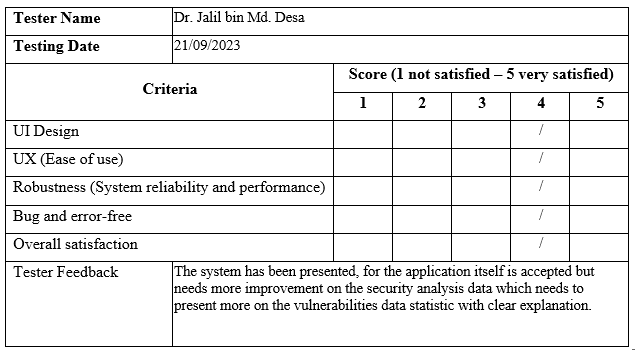 Tester Name Dr. Jalil bin Md. Desa
Testing Date 21/09/2023
Criteria Score (1 not satisfied – 5 very satisfied)
1 2 3 4 5
UI Design /
UX (Ease of use) /
Robustness (System reliability and performance) /
Bug and error-free /
Overall satisfaction /
Tester Feedback The system has been presented, for the application itself is accepted but
needs more improvement on the security analysis data which needs to
present more on the vulnerabilities data statistic with clear explanation.